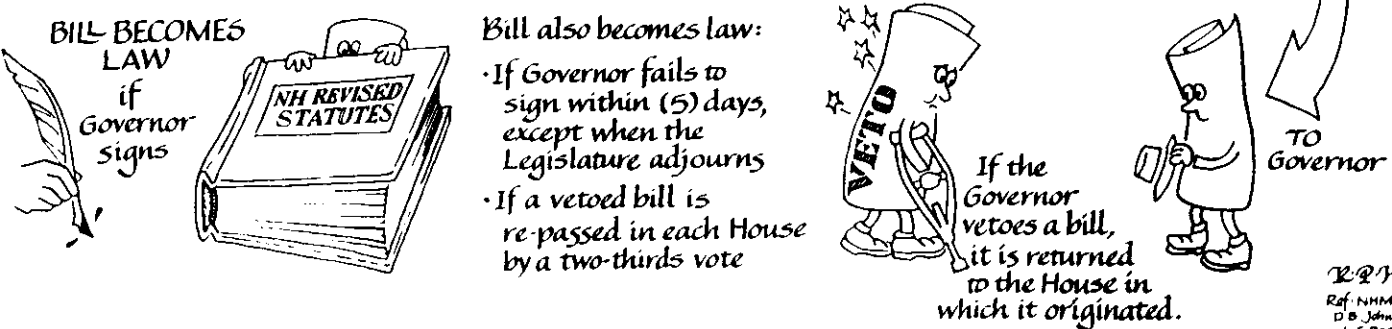 BILL BECOMES
LAW
if
Governor
signs
NH REVISED
STATUTES
Bill also becomes law:
·If Governor fails to
sign within (5) days,
except when the
Legislature adjourns
·If a vetoed bill is
re-passed in each House
by a two-thirds vote
VETO
If the
Governor
vetoes a bill,
it is returned
to the House in
which it originated.
TO
Governor
Ref. NHM
D B John